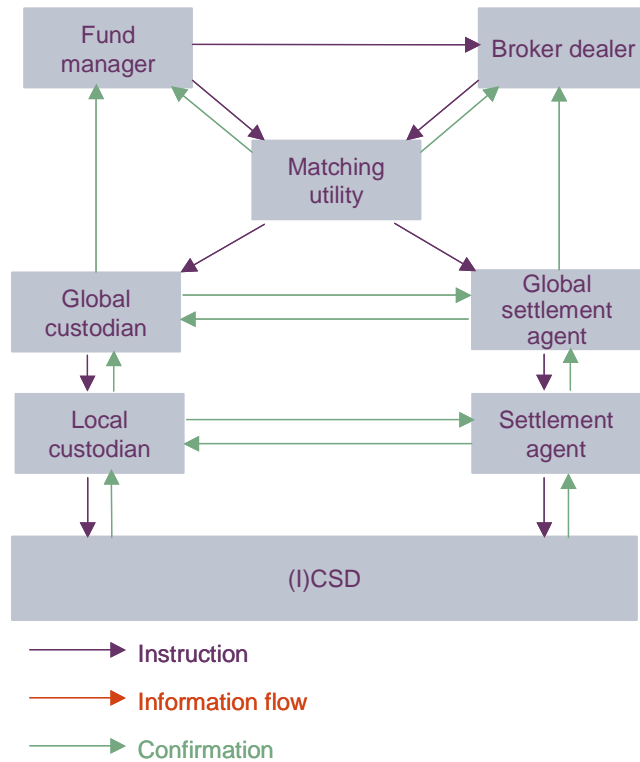 Fund
manager
Broker dealer
Matching
utility
Global
custodian
Global
settlement
agent
Local
custodian
Settlement
agent
(I)CSD
Instruction
Information flow
Confirmation